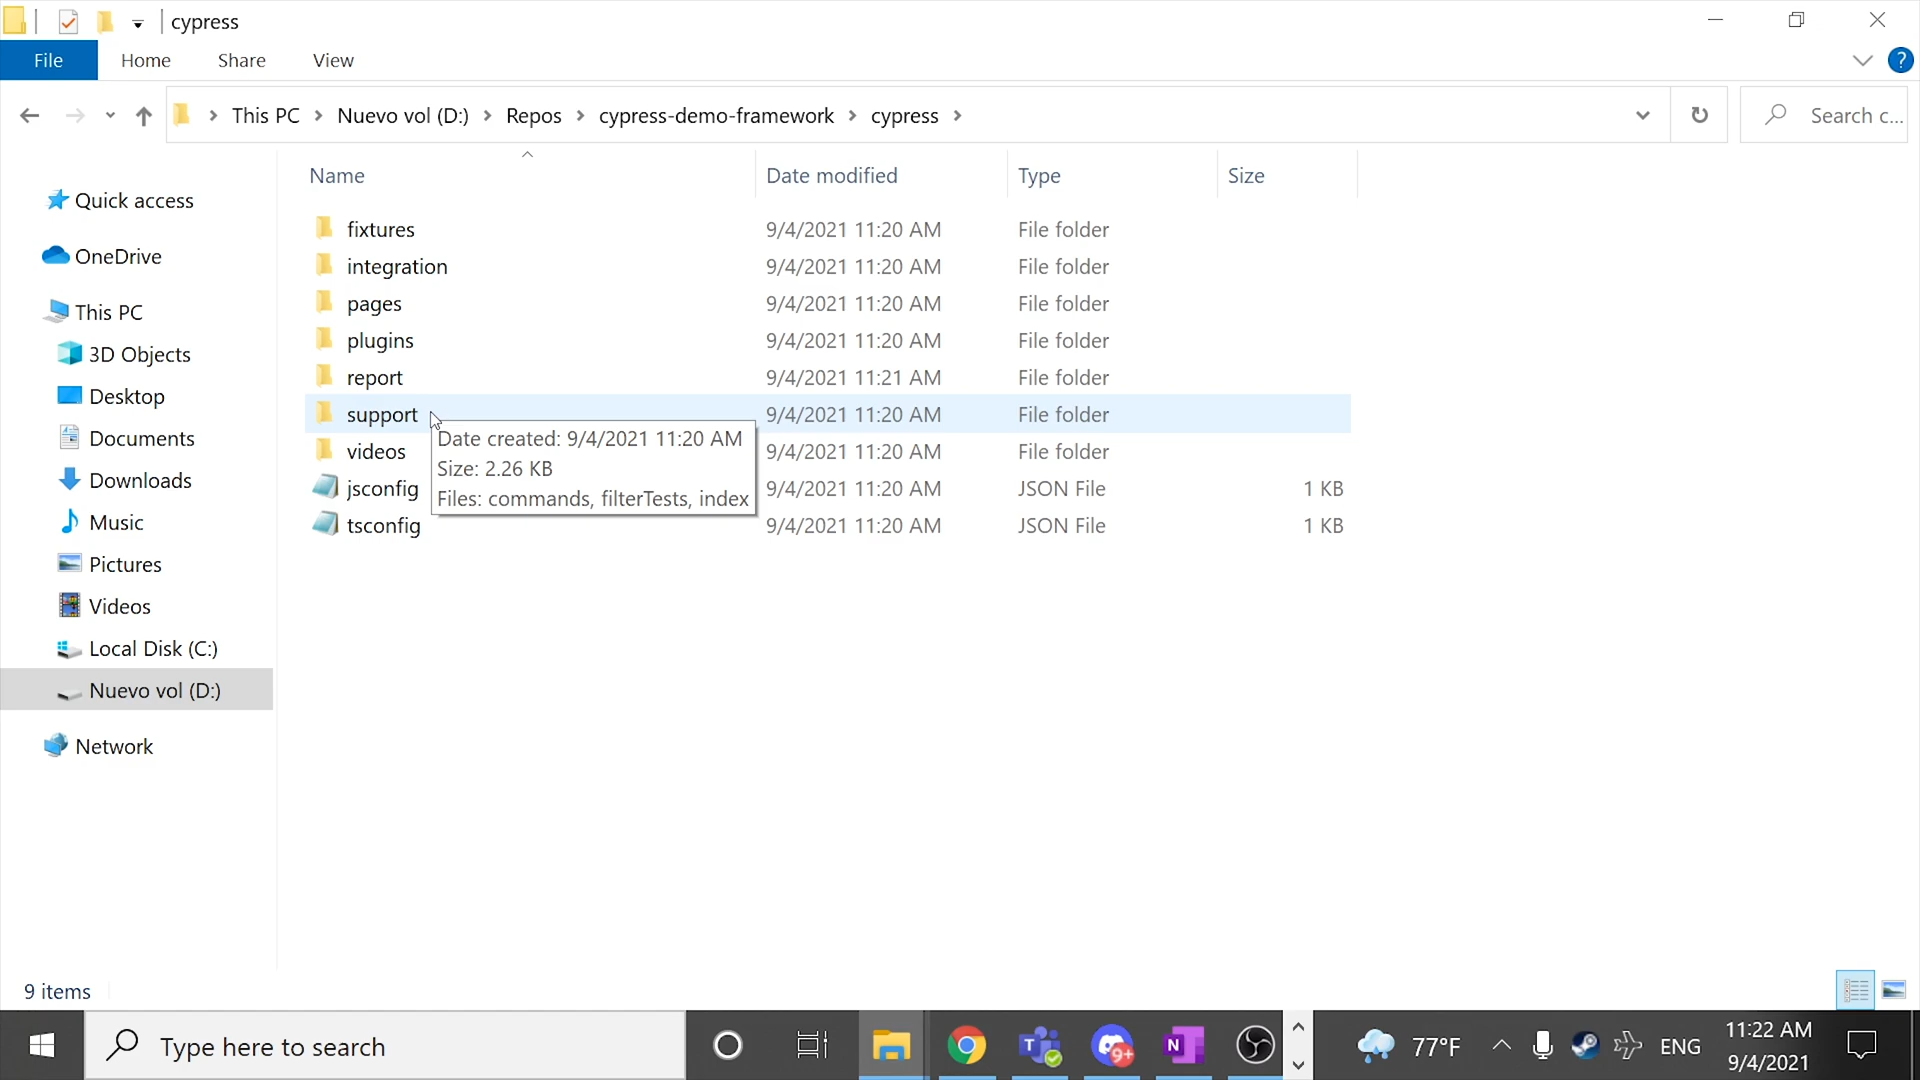 cypress
File Home Share View
This PC Nuevo vol (D:) Repos cypress-demo-framework cypress
Search c...
Name Date modified Type Size
Quick access
OneDrive
This PC
3D Objects
Desktop
Documents
Downloads
Music
Pictures
Videos
Local Disk (C:)
Nuevo vol (D:)
Network
fixtures 9/4/2021 11:20 AM File folder
integration 9/4/2021 11:20 AM File folder
pages 9/4/2021 11:20 AM File folder
plugins 9/4/2021 11:20 AM File folder
report 9/4/2021 11:21 AM File folder
support 9/4/2021 11:20 AM File folder
videos 9/4/2021 11:20 AM File folder
jsconfig 9/4/2021 11:20 AM JSON File 1 KB
tsconfig 9/4/2021 11:20 AM JSON File 1 KB
Date created: 9/4/2021 11:20 AM
Size: 2.26 KB
Files: commands, filterTests, index
9 items
Type here to search
T
9+
N
77°F
ENG
11:22 AM
9/4/2021